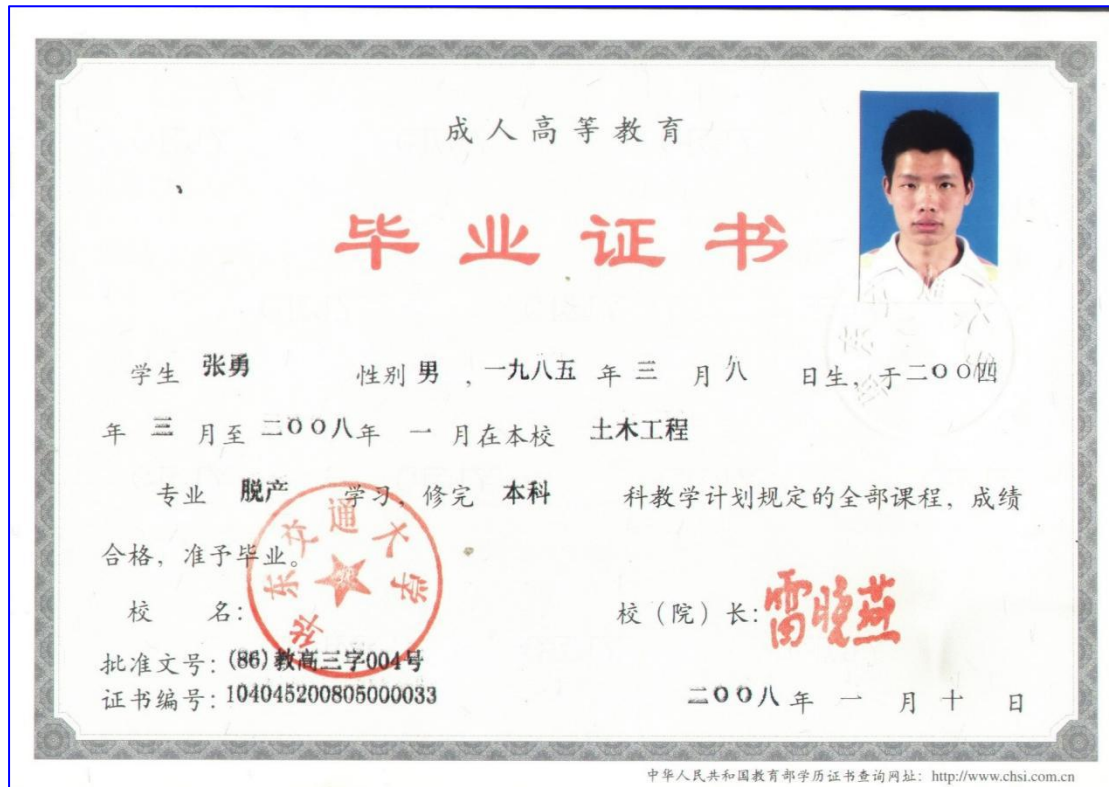 成人高等教育
毕业证书
学生 张勇 性别 男 ，一九八五 年 三 月 八 日生，于二〇〇四
年 三 月至 二〇〇八年 一 月在本校 土木工程
专业 脱产 学习，修完 本科 科教学计划规定的全部课程，成绩
合格，准予毕业。
华东交通大学
校 名：
校（院）长：雷晓燕
批准文号：(86)教高三字004号
证书编号：104045200805000033
二〇〇八 年 一 月 十 日
中华人民共和国教育部学历证书查询网址：http://www.chsi.com.cn